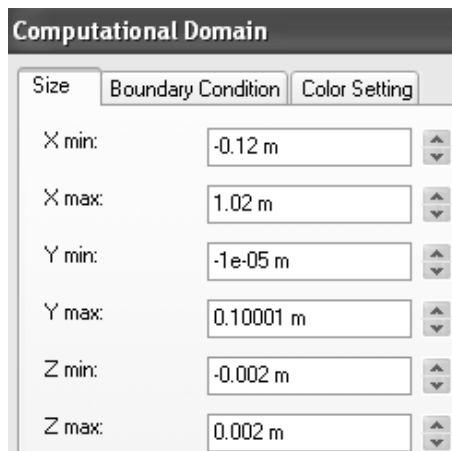 Computational Domain
Size Boundary Condition Color Setting
X min: -0.12 m
X max: 1.02 m
Y min: -1e-05 m
Y max: 0.10001 m
Z min: -0.002 m
Z max: 0.002 m